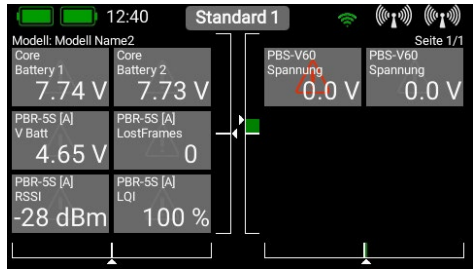 12:40
Standard 1
Modell: Modell Name2
Seite 1/1
Core
Battery 1
7.74 V
Core
Battery 2
7.73 V
PBS-V60
Spannung
0.0 V
PBS-V60
Spannung
0.0 V
PBR-5S [A]
V Batt
4.65 V
PBR-5S [A]
LostFrames
0
PBR-5S [A]
RSSI
-28 dBm
PBR-5S [A]
LQI
100 %